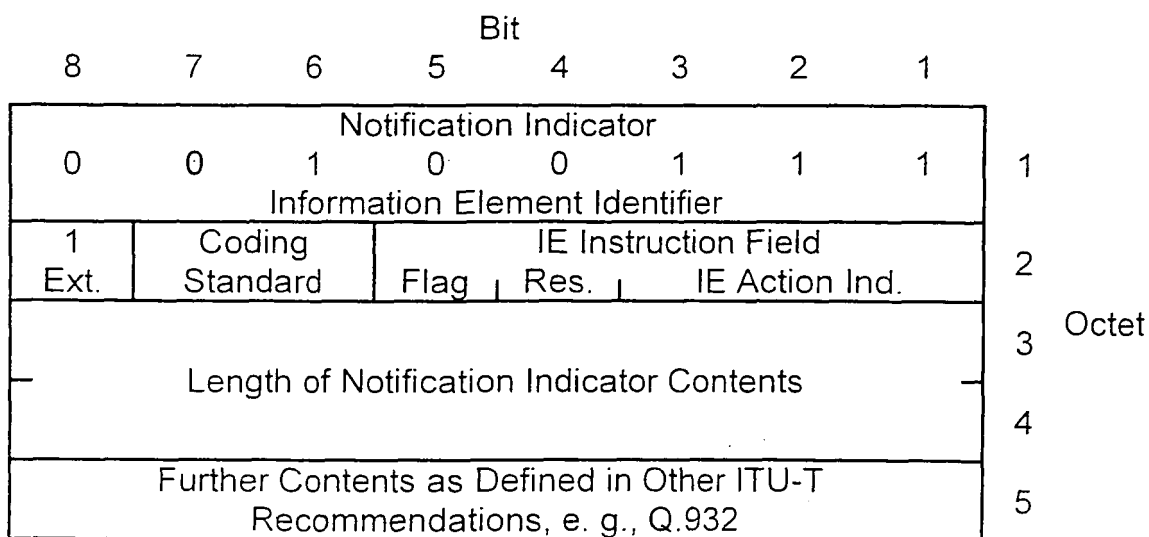 Bit
8 7 6 5 4 3 2 1
Notification Indicator
0 0 1 0 0 1 1 1 1
Information Element Identifier
1 Coding IE Instruction Field
Ext. Standard Flag Res. IE Action Ind. 2
3 Octet
Length of Notification Indicator Contents
4
Further Contents as Defined in Other ITU-T
Recommendations, e. g., Q.932 5